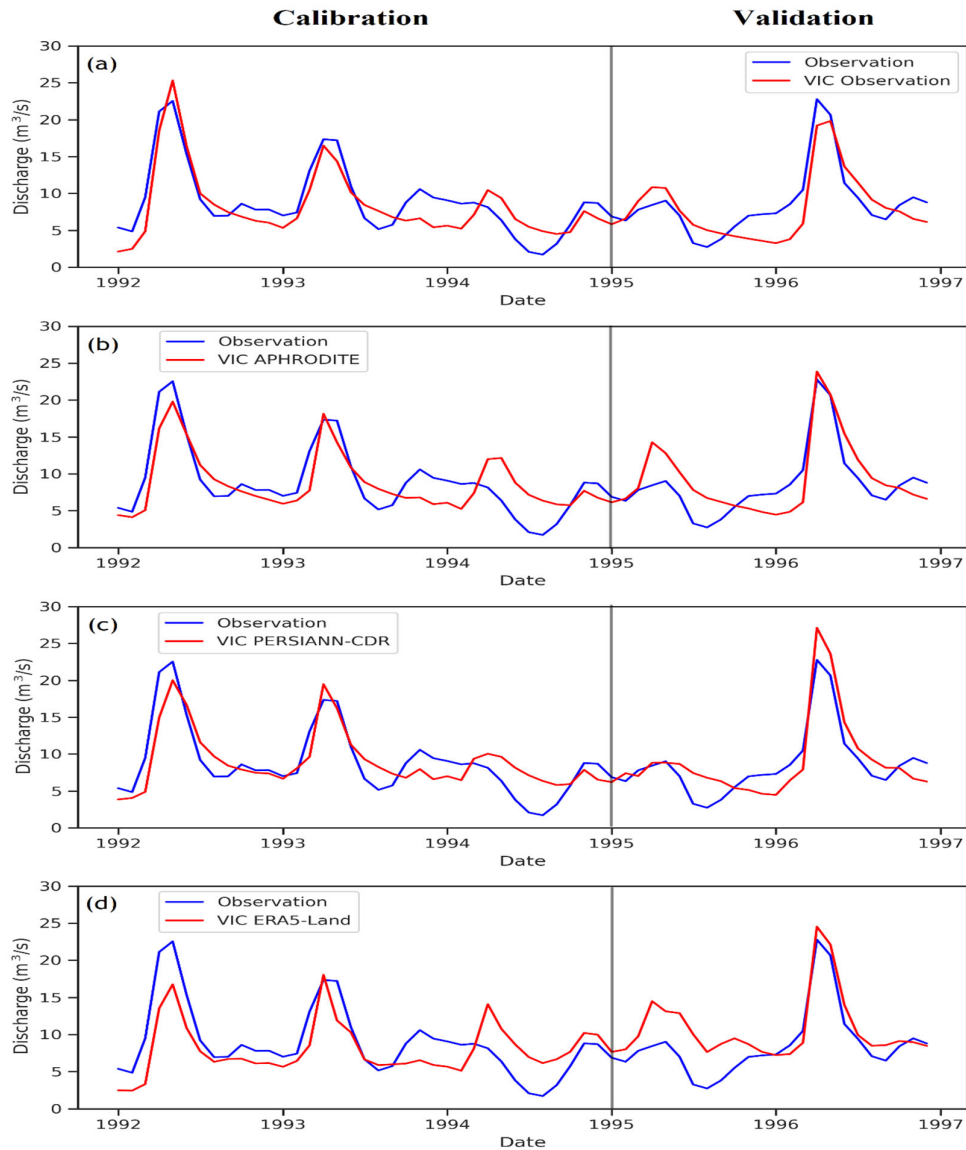 Calibration Validation
30
(a)
Observation
VIC Observation
25
20
15
10
5
0
Discharge (m³/s)
1992 1993 1994 1995 1996 1997
Date
30
(b)
Observation
VIC APHRODITE
25
20
15
10
5
0
Discharge (m³/s)
1992 1993 1994 1995 1996 1997
Date
30
(c)
Observation
VIC PERSIANN-CDR
25
20
15
10
5
0
Discharge (m³/s)
1992 1993 1994 1995 1996 1997
Date
30
(d)
Observation
VIC ERA5-Land
25
20
15
10
5
0
Discharge (m³/s)
1992 1993 1994 1995 1996 1997
Date